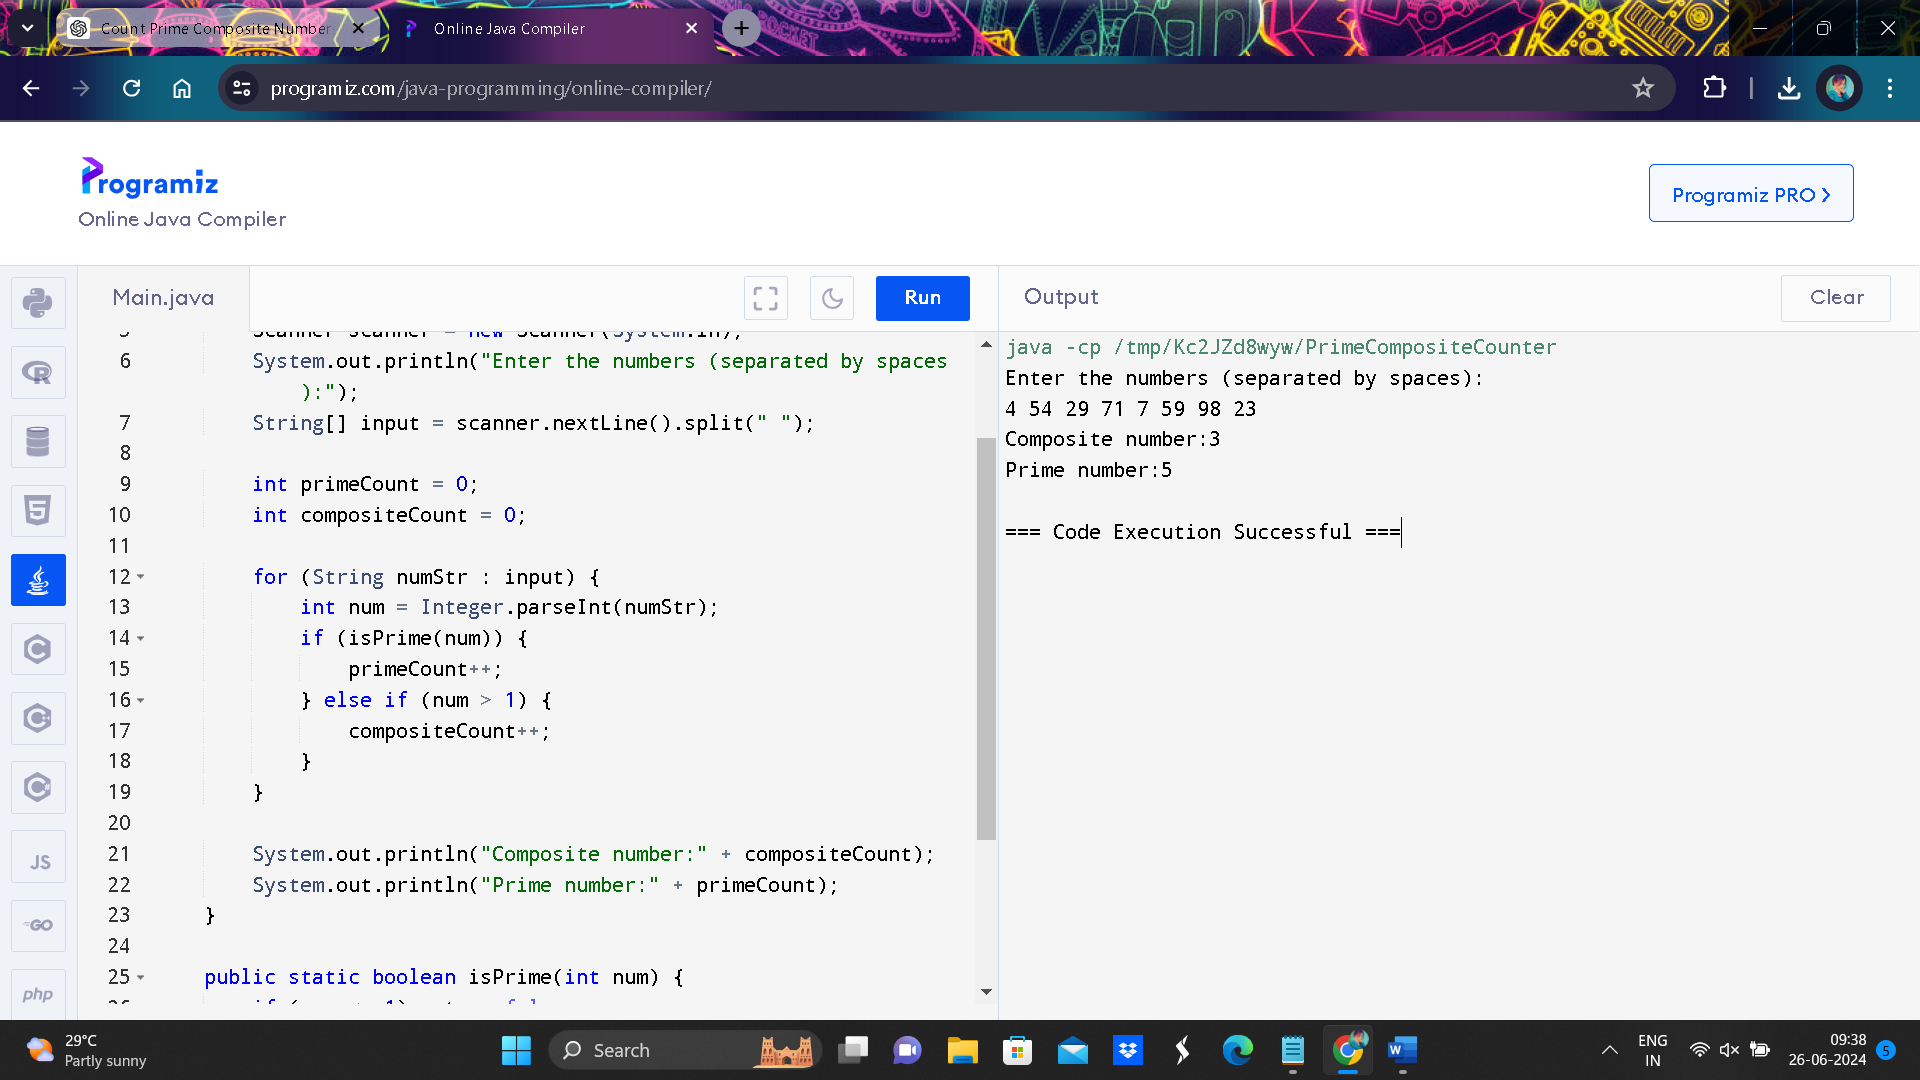 Count Prime Composite Number
Online Java Compiler
programiz.com/java-programming/online-compiler/
Programiz
Online Java Compiler
Programiz PRO
Main.java
Run
Output
Clear
5 Scanner scanner = new Scanner(System.in);
6 System.out.println("Enter the numbers (separated by spaces
):");
7 String[] input = scanner.nextLine().split(" ");
8
9 int primeCount = 0;
10 int compositeCount = 0;
11
12 for (String numStr : input) {
13 int num = Integer.parseInt(numStr);
14 if (isPrime(num)) {
15 primeCount++;
16 } else if (num > 1) {
17 compositeCount++;
18 }
19 }
20
21 System.out.println("Composite number:" + compositeCount);
22 System.out.println("Prime number:" + primeCount);
23 }
24
25 public static boolean isPrime(int num) {
java -cp /tmp/Kc2JZd8wyw/PrimeCompositeCounter
Enter the numbers (separated by spaces):
4 54 29 71 7 59 98 23
Composite number:3
Prime number:5
=== Code Execution Successful ===
JS
GO
php
29°C
Partly sunny
Search
ENG
IN
09:38
26-06-2024
5